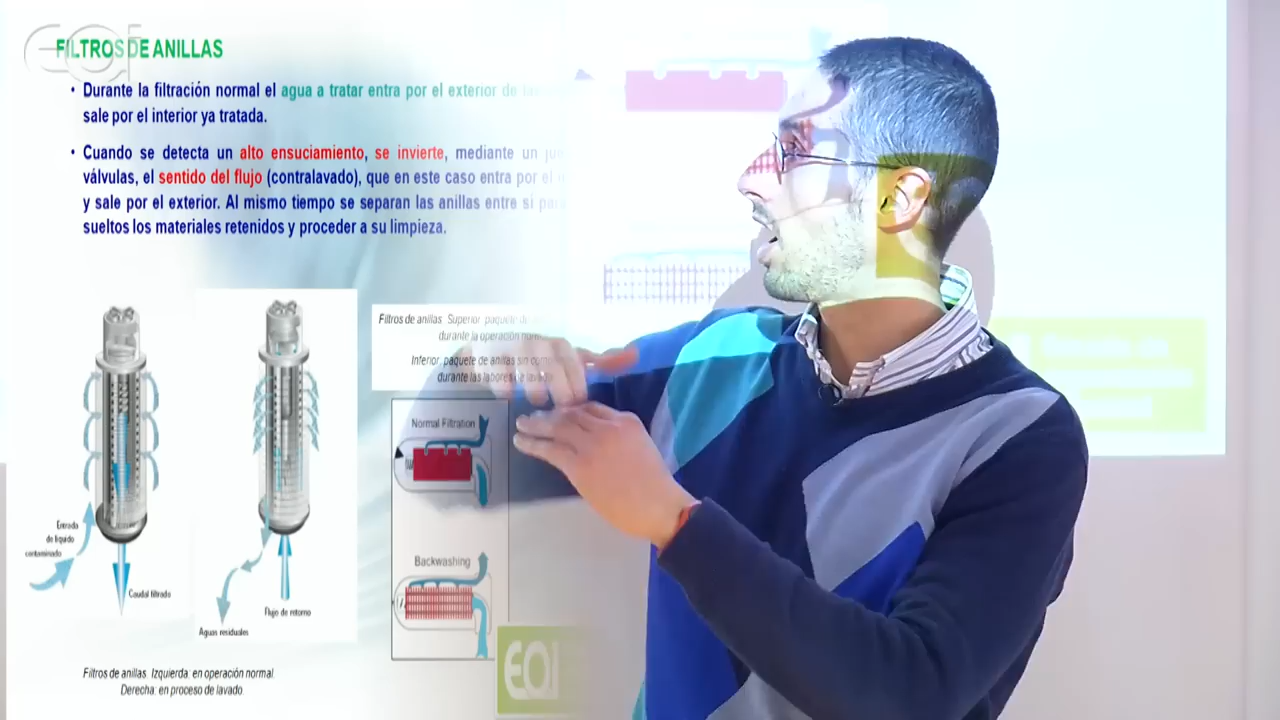 eoi
FILTROS DE ANILLAS
• Durante la filtración normal el agua a tratar entra por el exterior de
sale por el interior ya tratada.
• Cuando se detecta un alto ensuciamiento, se invierte, mediante un
válvulas, el sentido del flujo (contralavado), que en este caso entra por el
y sale por el exterior. Al mismo tiempo se separan las anillas entre sí
sueltos los materiales retenidos y proceder a su limpieza.
Filtros de anillas. Superior: paquete de
durante la operación
Inferior: paquete de anillas sin
durante las labores de
Normal Filtration
Backwashing
Entrada
de líquido
contaminado
Caudal filtrado
Flujo de retorno
Aguas residuales
Filtros de anillas. Izquierda: en operación normal.
Derecha: en proceso de lavado.
EOI